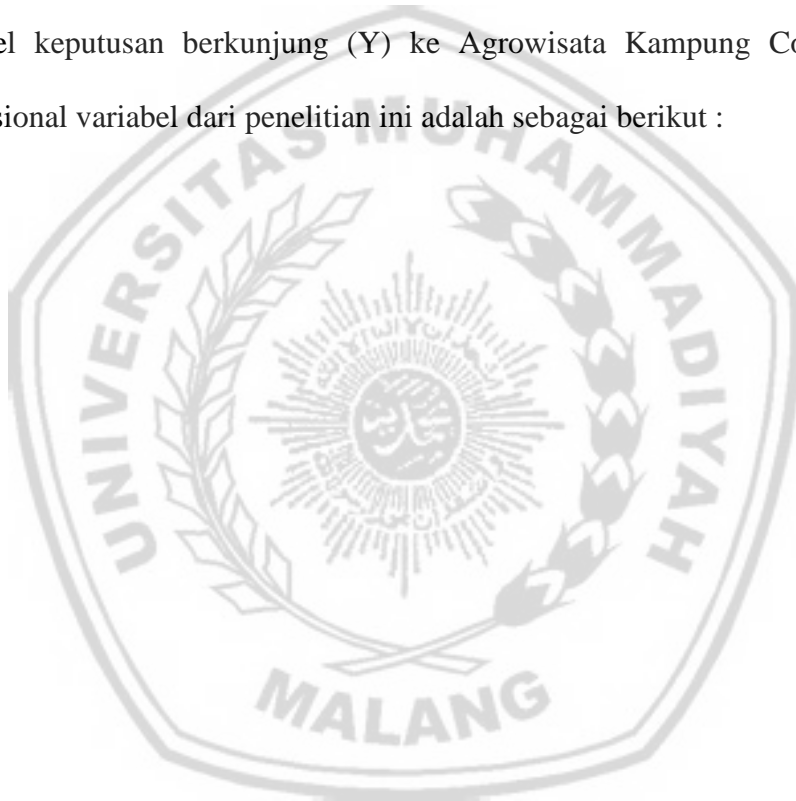 el keputusan berkunjung (Y) ke Agrowisata Kampung Co
sional variabel dari penelitian ini adalah sebagai berikut :
UNIVERSITAS MUHAMMADIYAH
MALANG